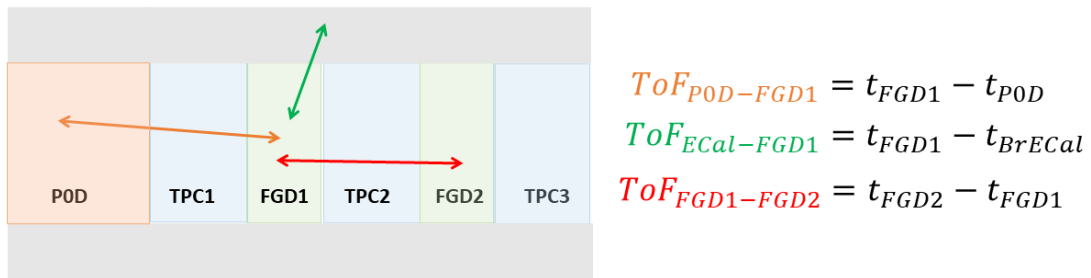 P0D TPC1 FGD1 TPC2 FGD2 TPC3
ToF_{P0D-FGD1} = t_{FGD1} − t_{P0D}
ToF_{ECal-FGD1} = t_{FGD1} − t_{BrECal}
ToF_{FGD1-FGD2} = t_{FGD2} − t_{FGD1}